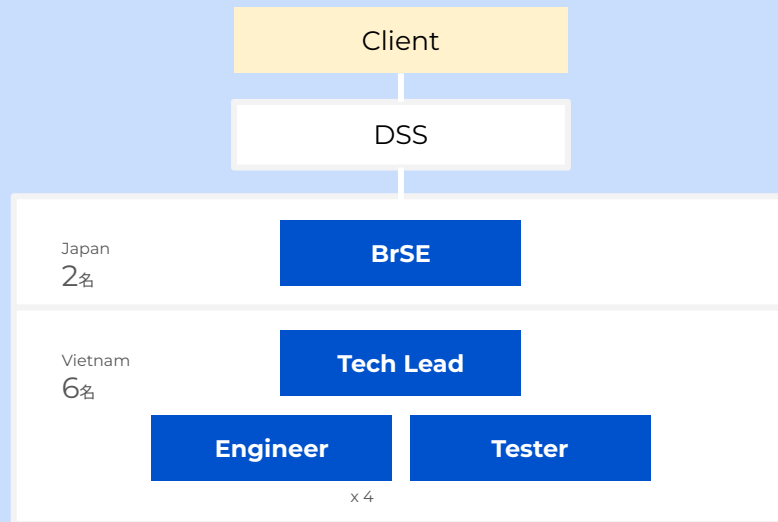 Client
DSS
Japan
2名
BrSE
Vietnam
6名
Tech Lead
Engineer
Tester
x 4